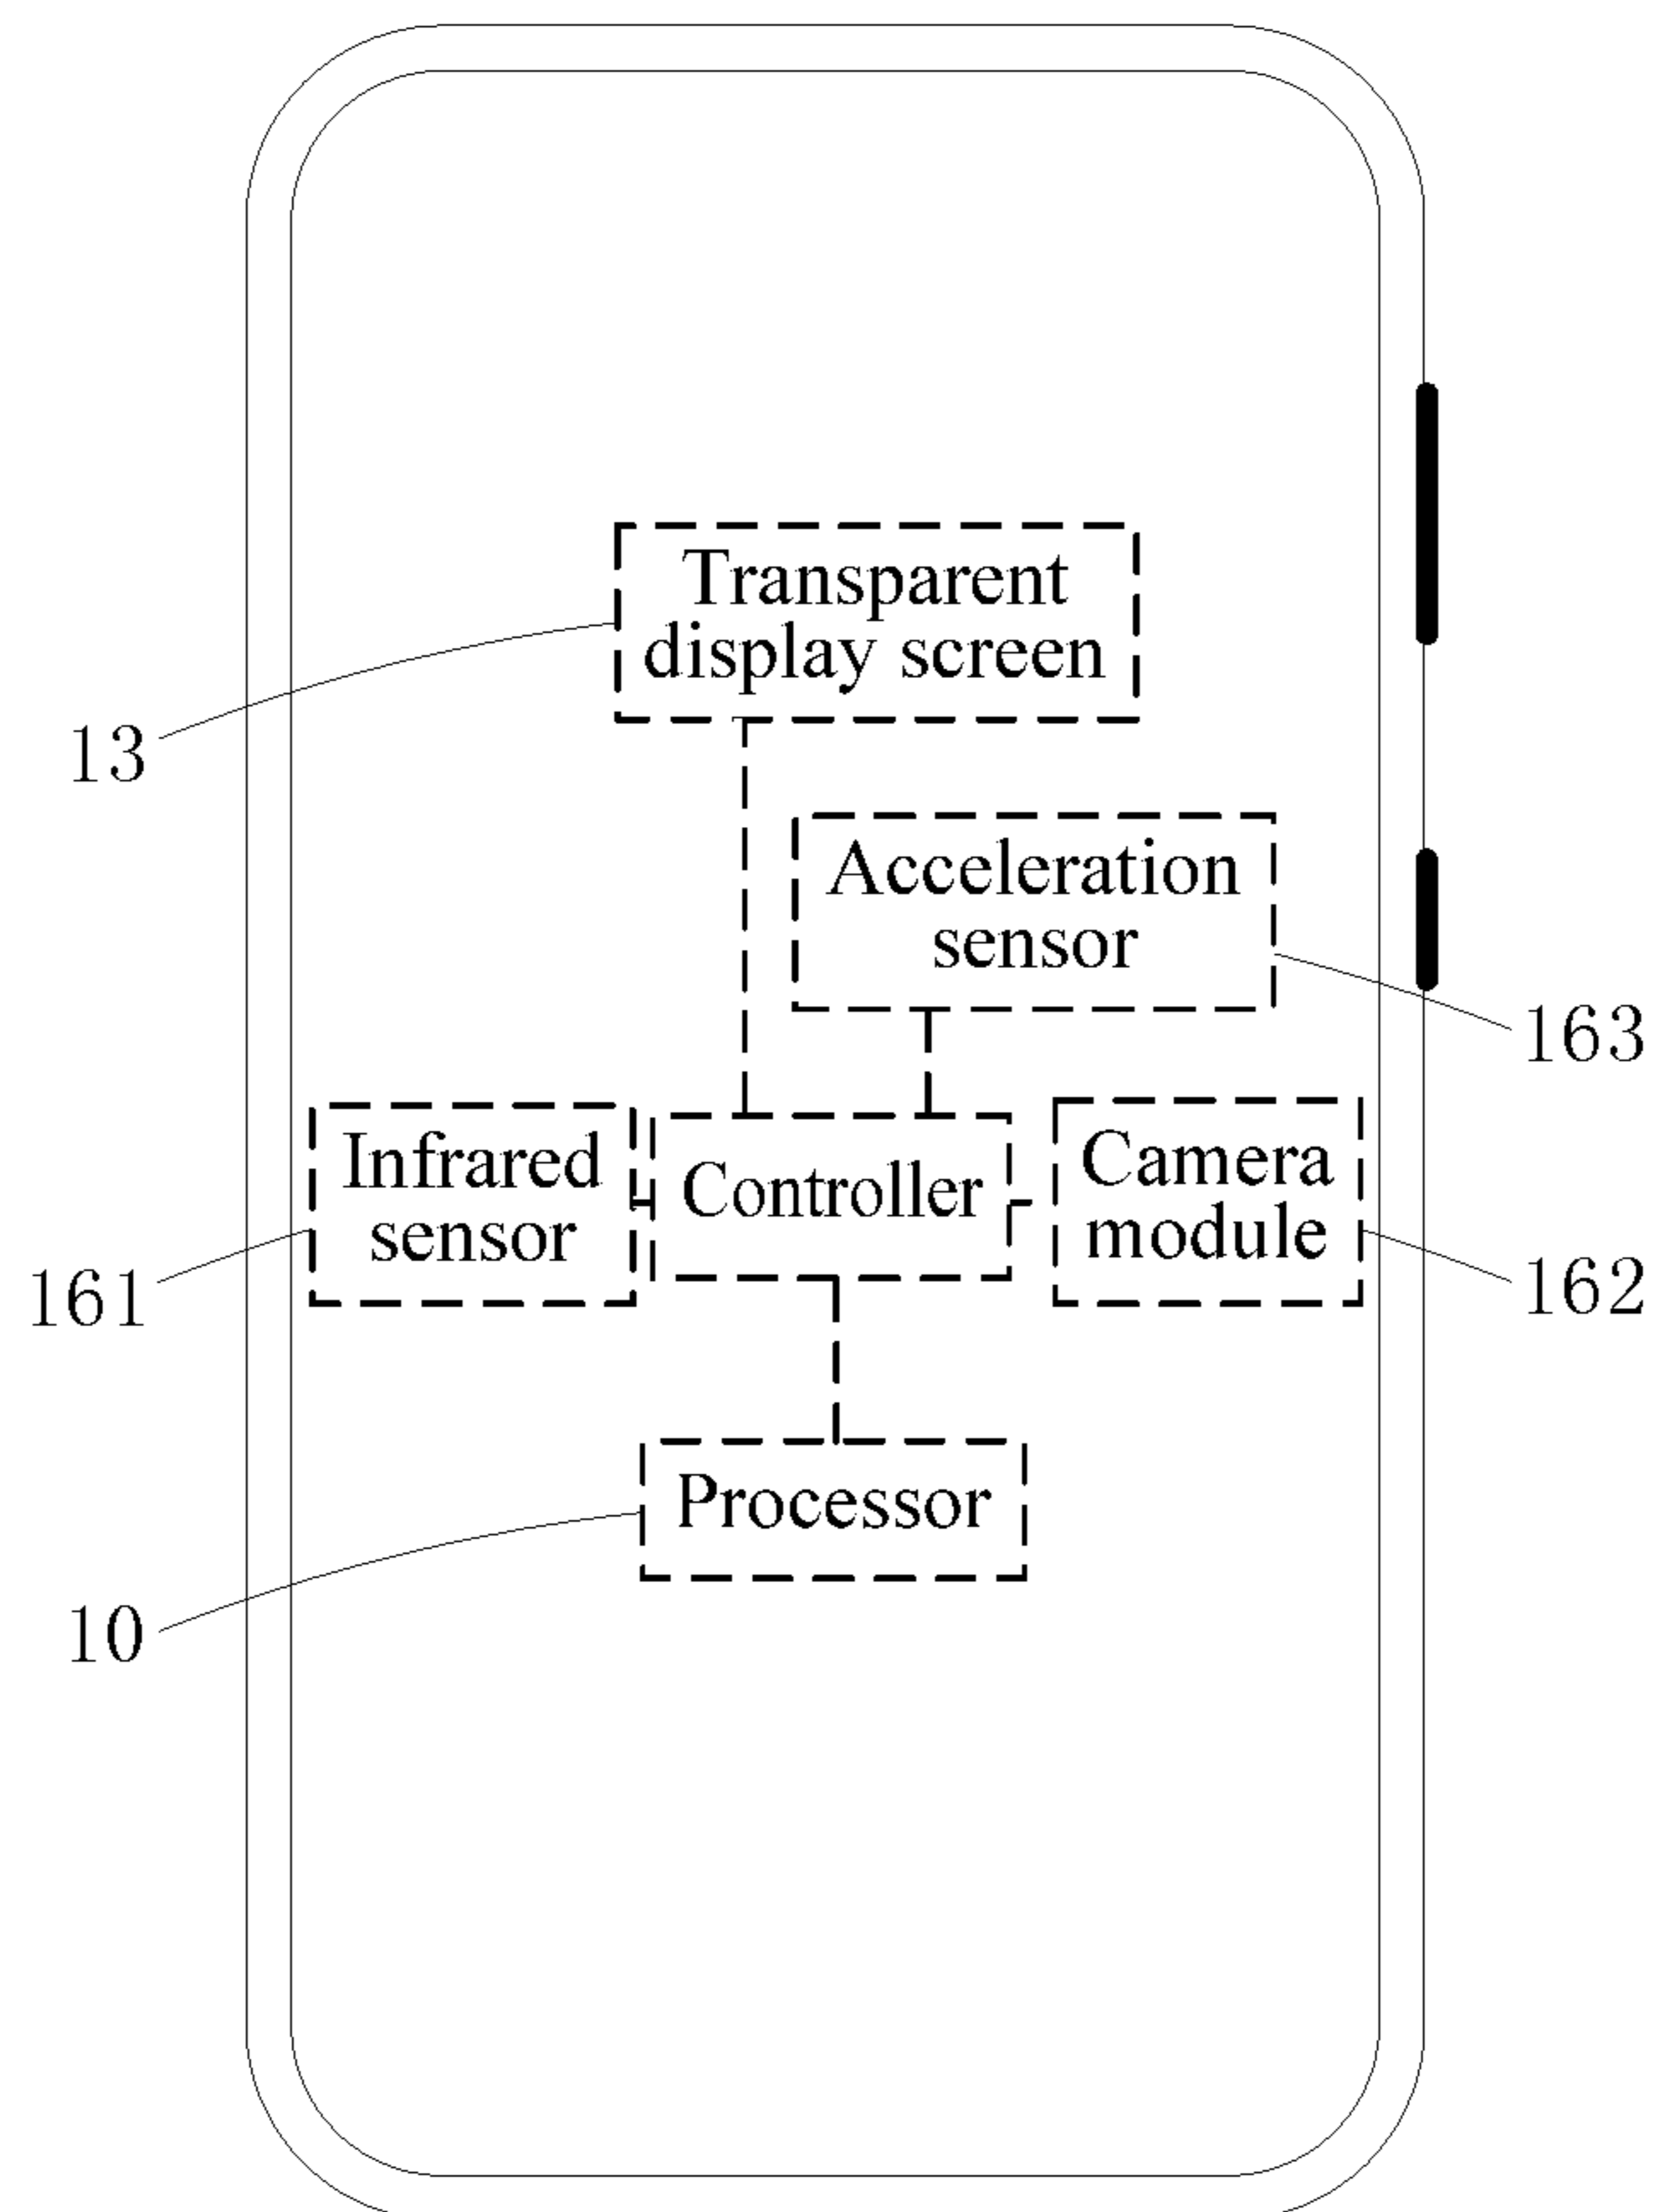 Transparent
display screen
13
Acceleration
sensor
163
Infrared
sensor
Controller
Camera
module
161
162
Processor
10